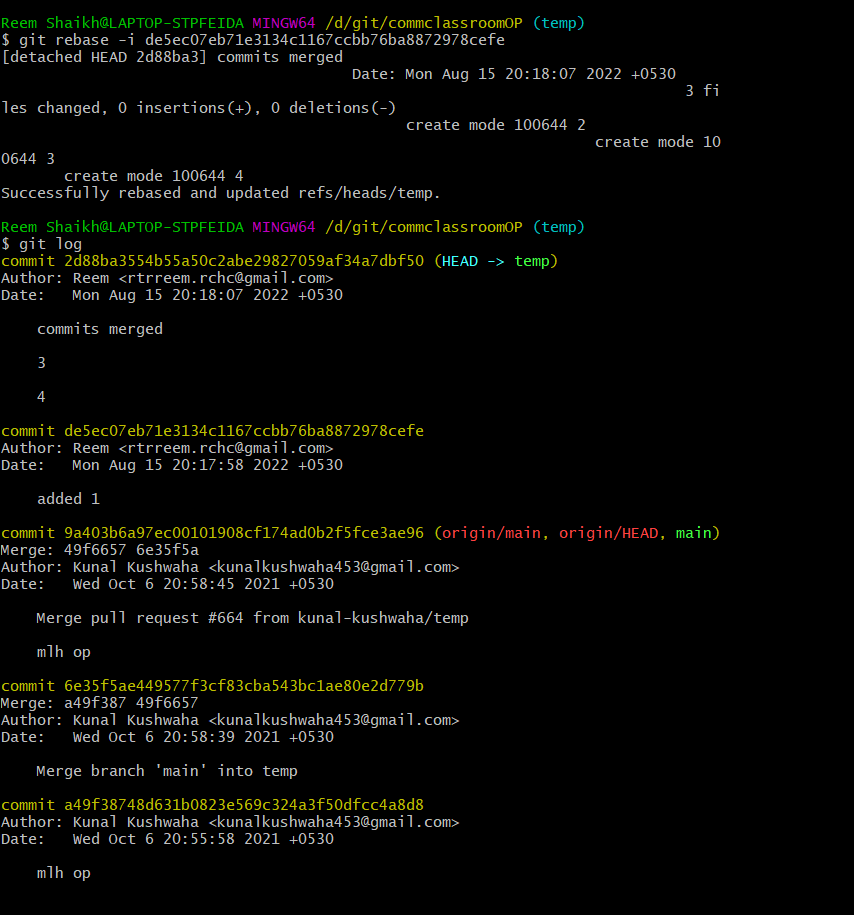 Reem Shaikh@LAPTOP-STPFEIDA MINGW64 /d/git/commclassroomOP (temp)
$ git rebase -i de5ec07eb71e3134c1167ccbb76ba8872978cefe
[detached HEAD 2d88ba3] commits merged
Date: Mon Aug 15 20:18:07 2022 +0530
3 fi
les changed, 0 insertions(+), 0 deletions(-)
create mode 100644 2
create mode 10
0644 3
create mode 100644 4
Successfully rebased and updated refs/heads/temp.
Reem Shaikh@LAPTOP-STPFEIDA MINGW64 /d/git/commclassroomOP (temp)
$ git log
commit 2d88ba3554b55a50c2abe29827059af34a7dbf50 (HEAD -> temp)
Author: Reem <rtrreem.rchc@gmail.com>
Date:   Mon Aug 15 20:18:07 2022 +0530
commits merged
3
4
commit de5ec07eb71e3134c1167ccbb76ba8872978cefe
Author: Reem <rtrreem.rchc@gmail.com>
Date:   Mon Aug 15 20:17:58 2022 +0530
added 1
commit 9a403b6a97ec00101908cf174ad0b2f5fce3ae96 (origin/main, origin/HEAD, main)
Merge: 49f6657 6e35f5a
Author: Kunal Kushwaha <kunalkushwaha453@gmail.com>
Date:   Wed Oct 6 20:58:45 2021 +0530
Merge pull request #664 from kunal-kushwaha/temp
mlh op
commit 6e35f5ae449577f3cf83cba543bc1ae80e2d779b
Merge: a49f387 49f6657
Author: Kunal Kushwaha <kunalkushwaha453@gmail.com>
Date:   Wed Oct 6 20:58:39 2021 +0530
Merge branch 'main' into temp
commit a49f38748d631b0823e569c324a3f50dfcc4a8d8
Author: Kunal Kushwaha <kunalkushwaha453@gmail.com>
Date:   Wed Oct 6 20:55:58 2021 +0530
mlh op